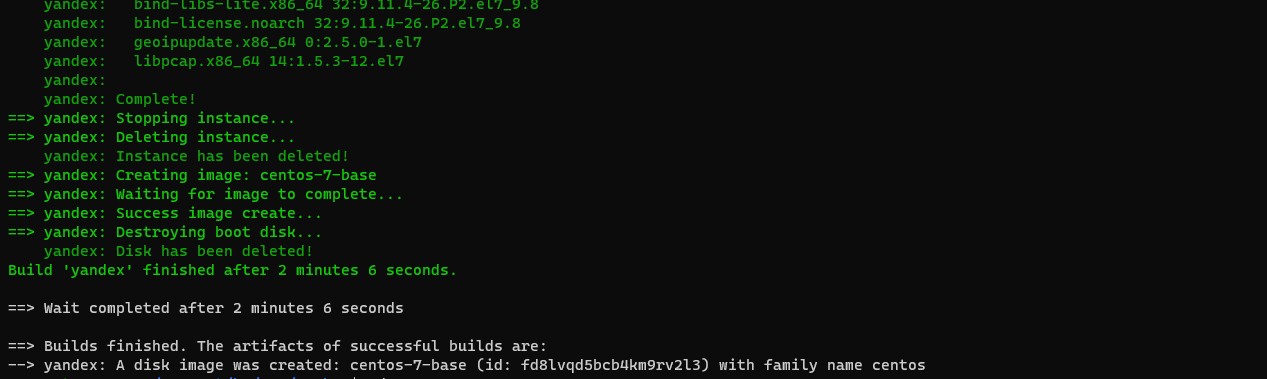 yandex:   bind-libs-lite.x86_64 32:9.11.4-26.P2.el7_9.8
yandex:   bind-license.noarch 32:9.11.4-26.P2.el7_9.8
yandex:   geoipupdate.x86_64 0:2.5.0-1.el7
yandex:   libpcap.x86_64 14:1.5.3-12.el7
yandex:
yandex: Complete!
==> yandex: Stopping instance...
==> yandex: Deleting instance...
yandex: Instance has been deleted!
==> yandex: Creating image: centos-7-base
==> yandex: Waiting for image to complete...
==> yandex: Success image create...
==> yandex: Destroying boot disk...
yandex: Disk has been deleted!
Build 'yandex' finished after 2 minutes 6 seconds.
==> Wait completed after 2 minutes 6 seconds
==> Builds finished. The artifacts of successful builds are:
--> yandex: A disk image was created: centos-7-base (id: fd8lvqd5bcb4km9rv2l3) with family name centos